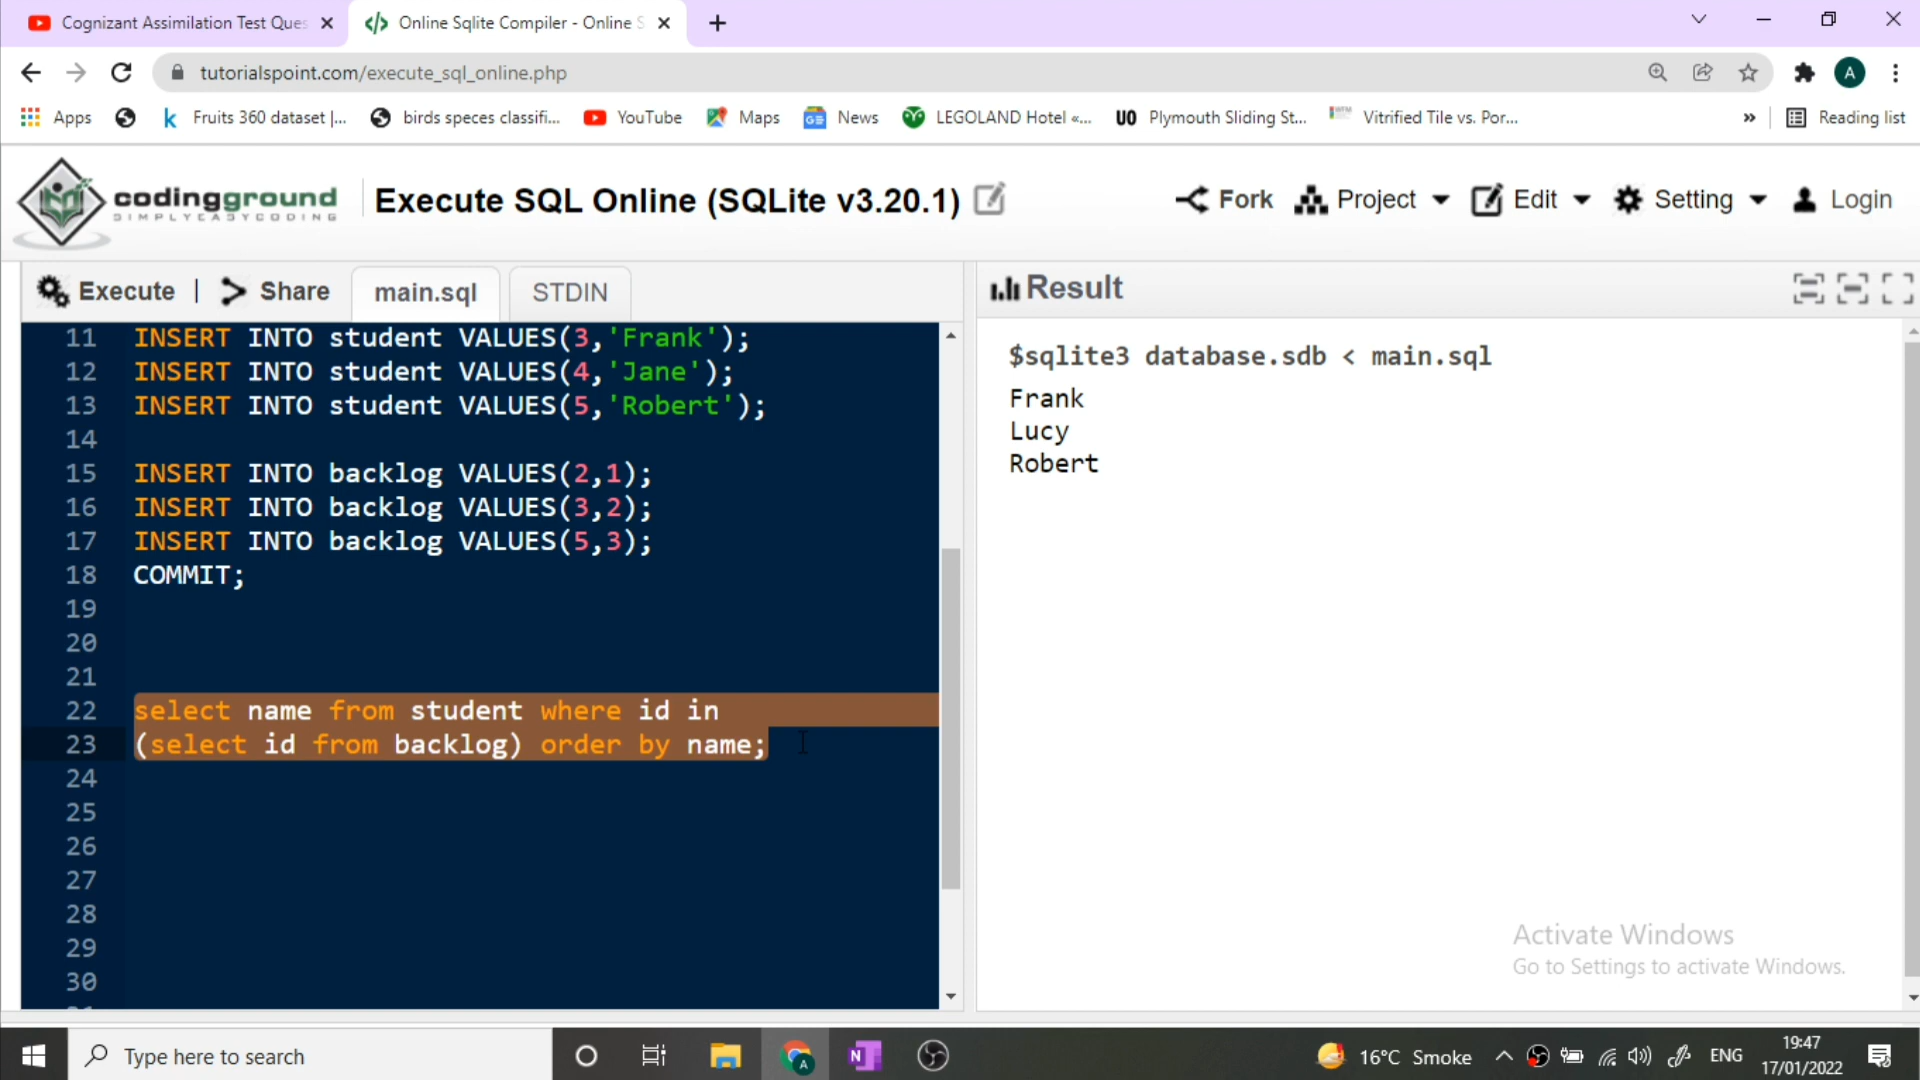 Cognizant Assimilation Test Ques
Online Sqlite Compiler - Online S
tutorialspoint.com/execute_sql_online.php
A
Apps
Fruits 360 dataset |...
birds speces classifi...
YouTube
Maps
News
LEGOLAND Hotel «...
UO Plymouth Sliding St...
Vitrified Tile vs. Por...
»
Reading list
codingground
SIMPLYEASYCODING
Execute SQL Online (SQLite v3.20.1)
Fork
Project
Edit
Setting
Login
Execute | Share
main.sql
STDIN
Result
11 INSERT INTO student VALUES(3,'Frank');
12 INSERT INTO student VALUES(4,'Jane');
13 INSERT INTO student VALUES(5,'Robert');
14
15 INSERT INTO backlog VALUES(2,1);
16 INSERT INTO backlog VALUES(3,2);
17 INSERT INTO backlog VALUES(5,3);
18 COMMIT;
19
20
21
22 select name from student where id in
23 (select id from backlog) order by name;
24
25
26
27
28
29
30
$sqlite3 database.sdb < main.sql
Frank
Lucy
Robert
Activate Windows
Go to Settings to activate Windows.
Type here to search
16°C Smoke
ENG
19:47
17/01/2022